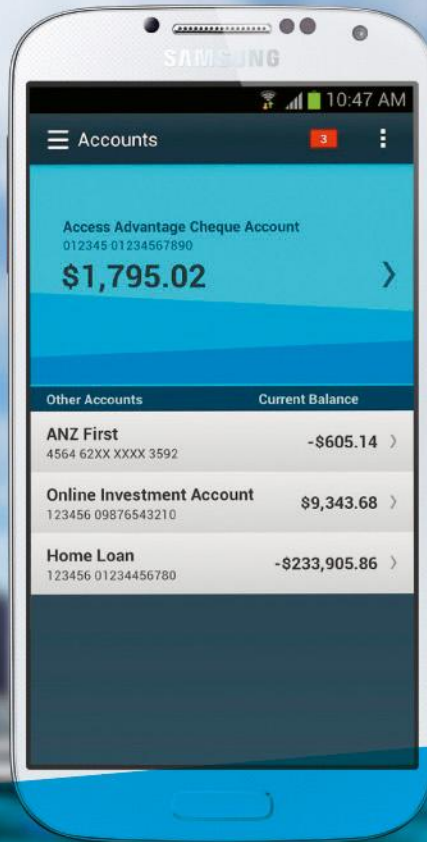 SAMSUNG
10:47 AM
Accounts
3
Access Advantage Cheque Account
012345 01234567890
$1,795.02
Other Accounts Current Balance
ANZ First
4564 62XX XXXX 3592
-$605.14
Online Investment Account
123456 09876543210
$9,343.68
Home Loan
123456 01234456780
-$233,905.86